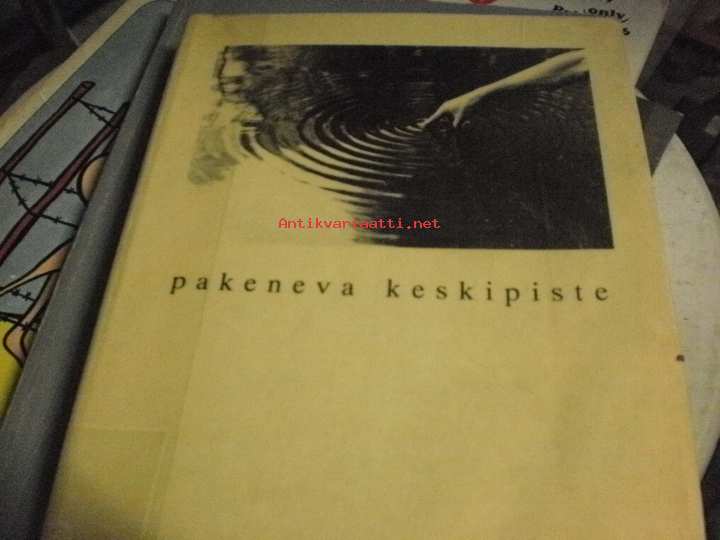 Antikvariaatti.net
pakeneva keskipiste